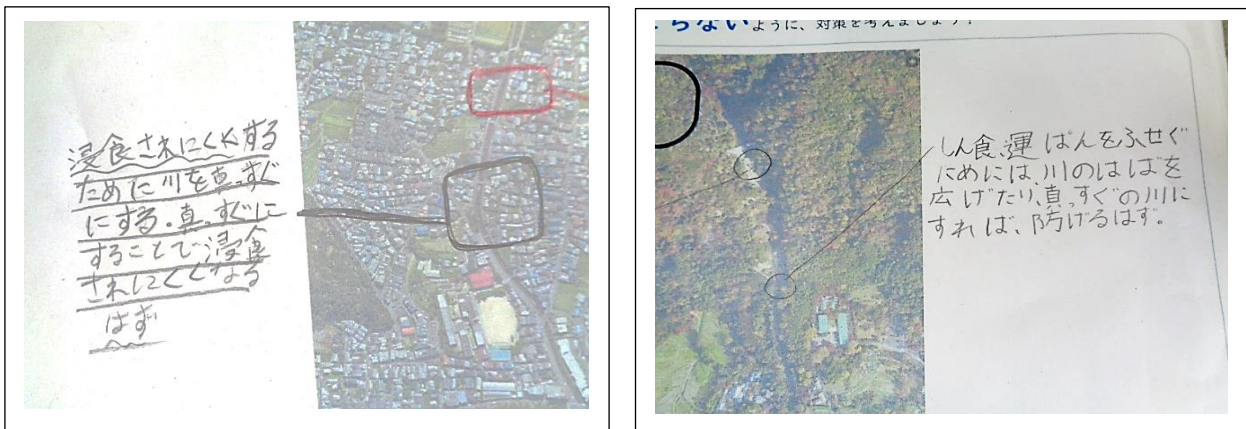 浸食されにくくする
ために川を真っすぐ
にする。真っすぐに
することで浸食
されにくくなる
はず
らないように、対策を考えましょう!
しん食、運ぱんをふせぐ
ためには、川のはばを
広げたり、真っすぐの川に
すれば、防げるはず。